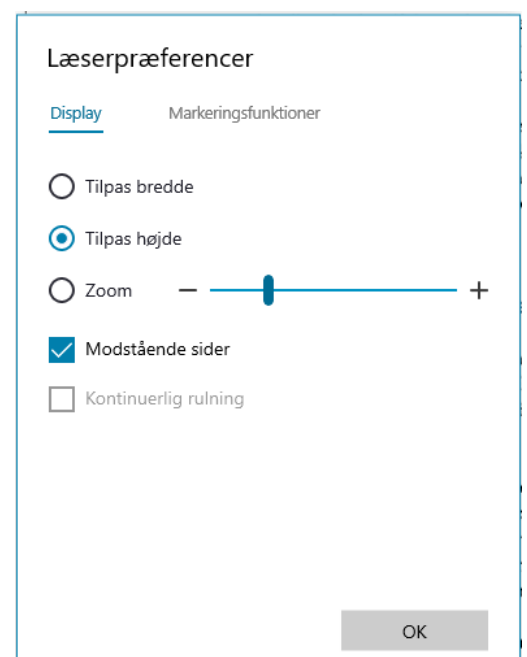 Læserpræferencer
Display Markeringsfunktioner
Tilpas bredde
Tilpas højde
Zoom − +
Modstående sider
Kontinuerlig rulning
OK